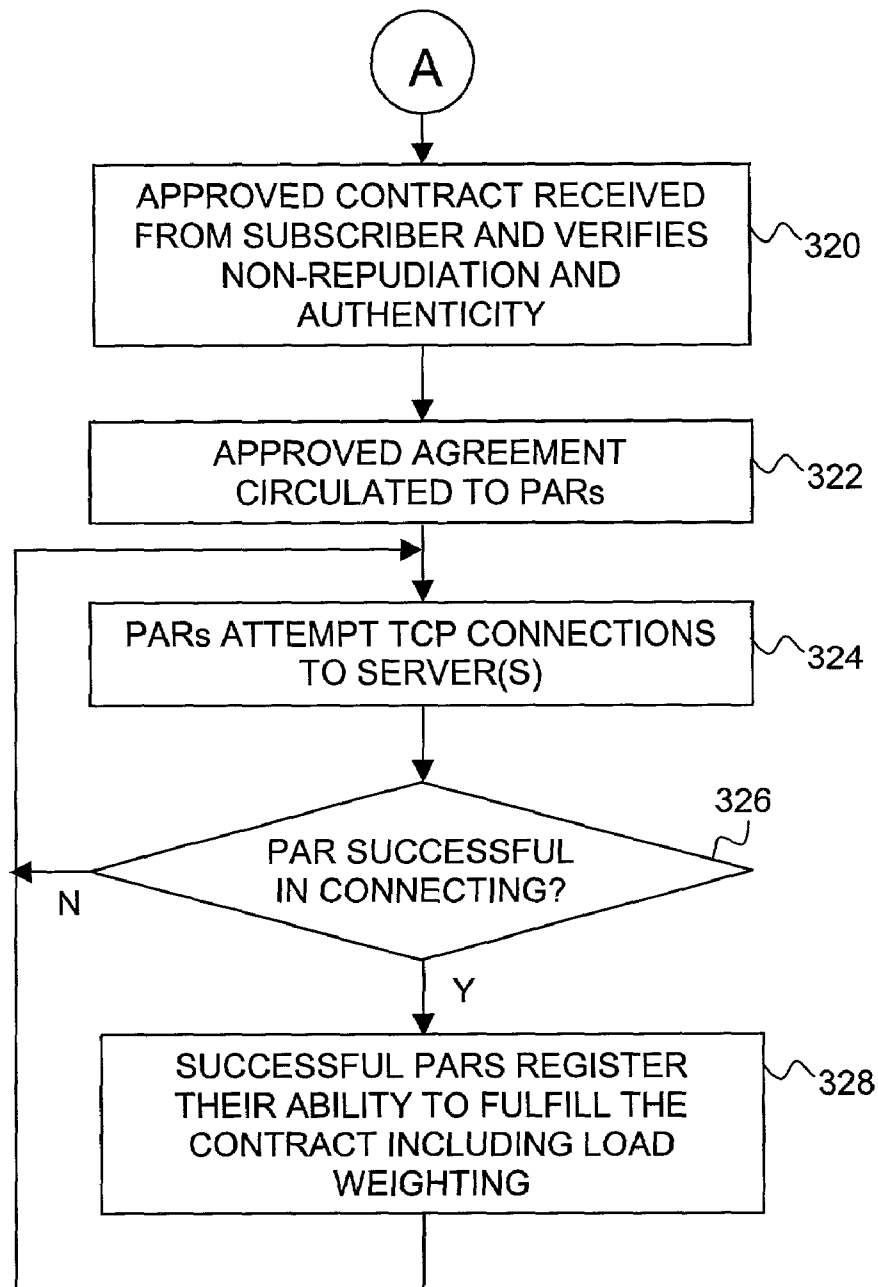 A
APPROVED CONTRACT RECEIVED
FROM SUBSCRIBER AND VERIFIES
NON-REPUDIATION AND
AUTHENTICITY
320
APPROVED AGREEMENT
CIRCULATED TO PARs
322
PARs ATTEMPT TCP CONNECTIONS
TO SERVER(S)
324
326
PAR SUCCESSFUL
IN CONNECTING?
N
Y
SUCCESSFUL PARS REGISTER
THEIR ABILITY TO FULFILL THE
CONTRACT INCLUDING LOAD
WEIGHTING
328